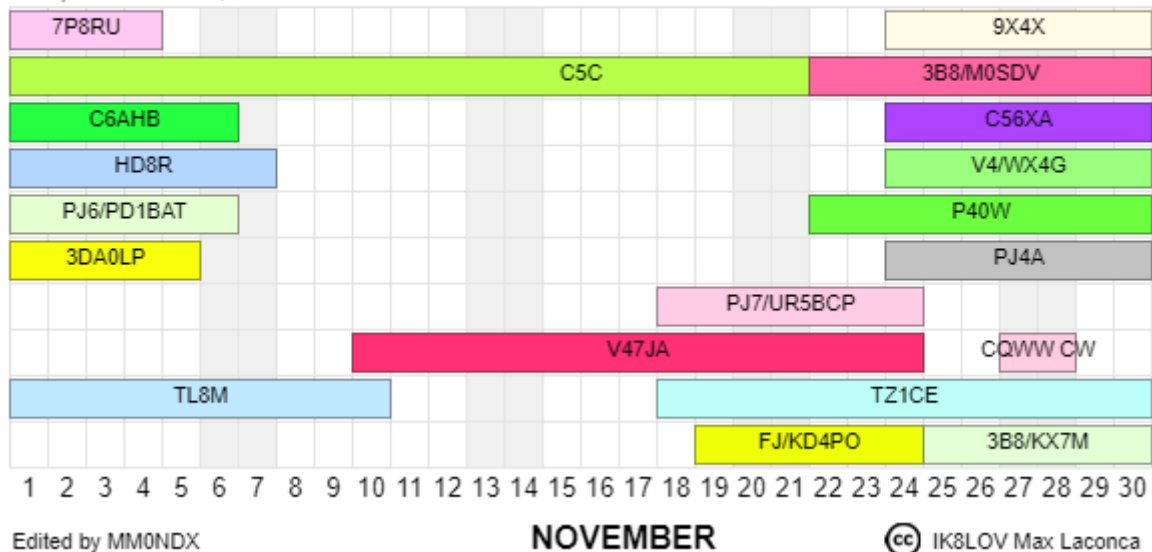 7P8RU 9X4X
C5C 3B8/M0SDV
C6AHB C56XA
HD8R V4/WX4G
PJ6/PD1BAT P40W
3DA0LP PJ4A
PJ7/UR5BCP
V47JA CQWW CW
TL8M TZ1CE
FJ/KD4PO 3B8/KX7M
1 2 3 4 5 6 7 8 9 10 11 12 13 14 15 16 17 18 19 20 21 22 23 24 25 26 27 28 29 30
Edited by MM0NDX NOVEMBER cc IK8LOV Max Laconca